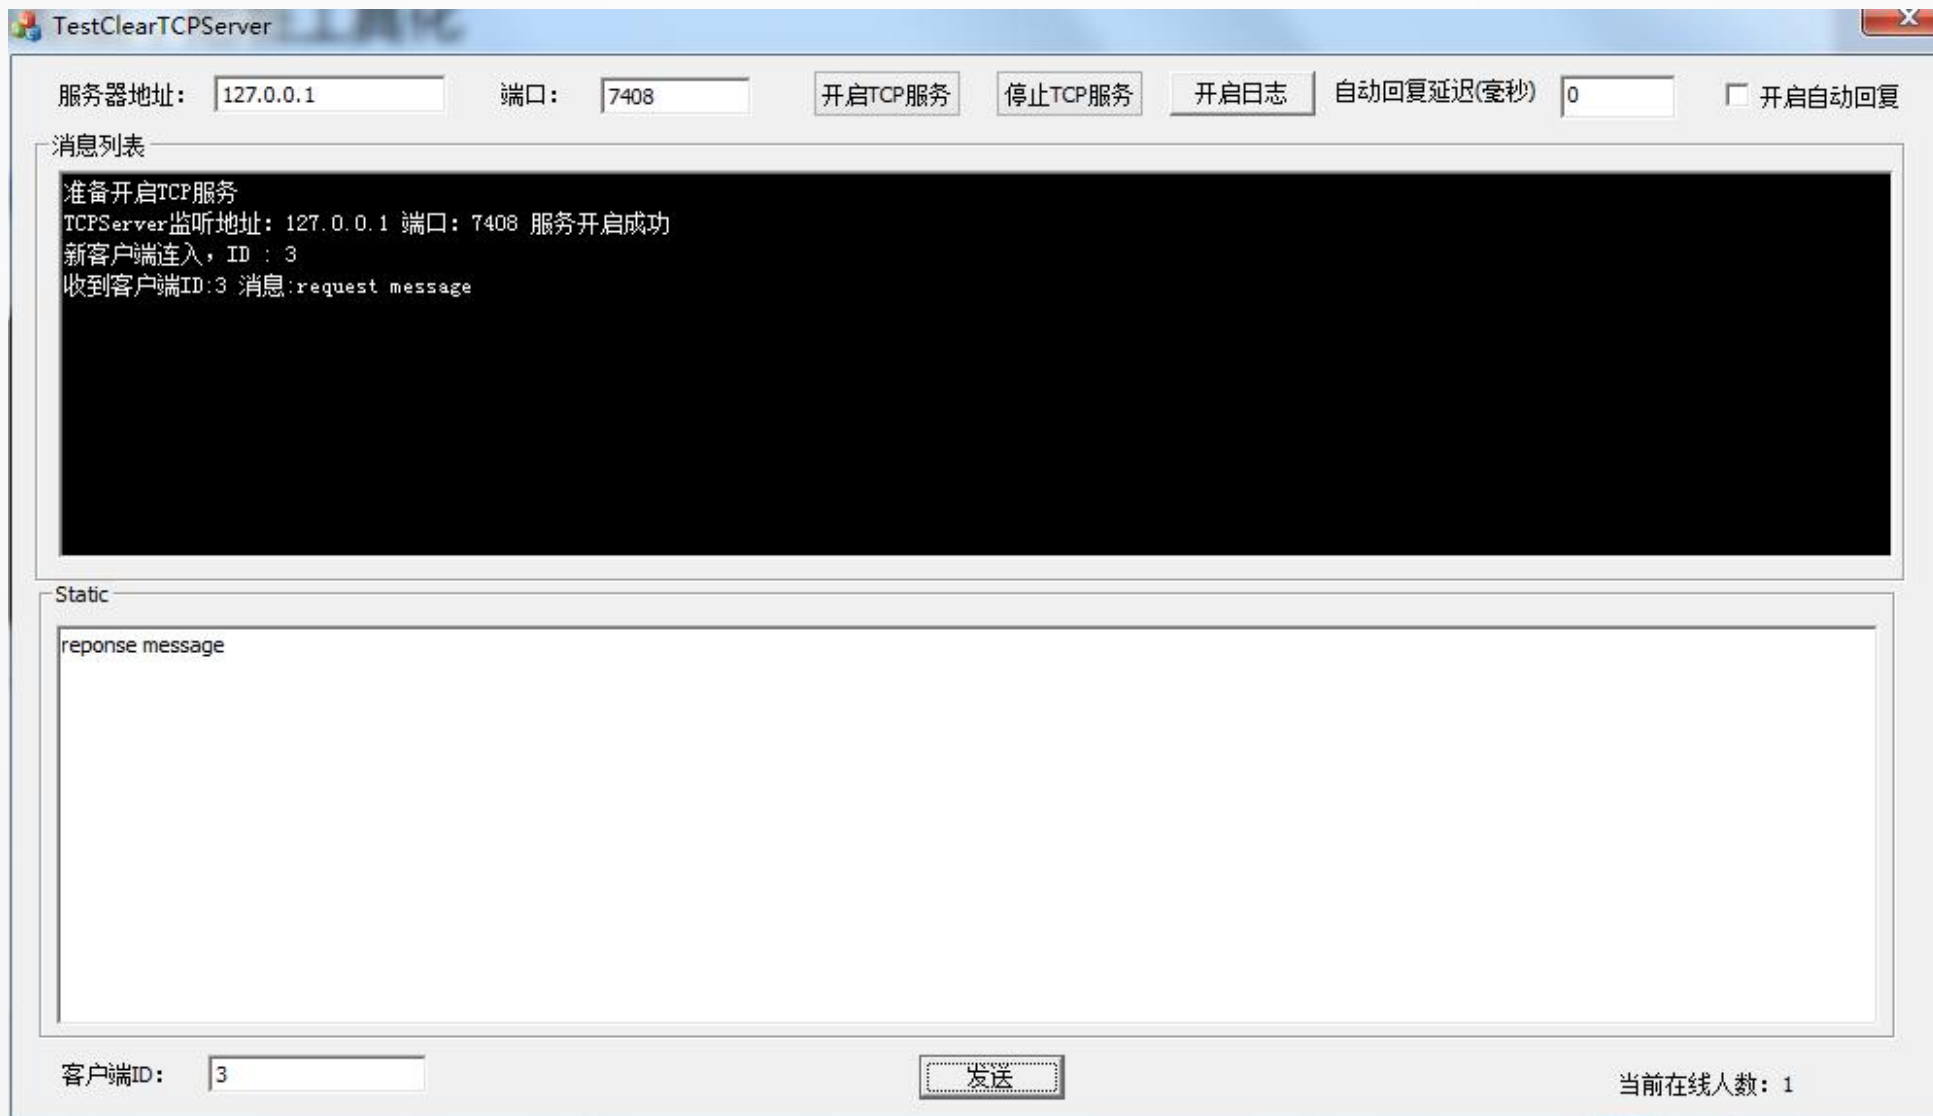 TestClearTCPServer
服务器地址： 127.0.0.1 端口： 7408 开启TCP服务 停止TCP服务 开启日志 自动回复延迟(毫秒) 0 开启自动回复
消息列表
准备开启TCP服务
TCPServer监听地址：127.0.0.1 端口：7408 服务开启成功
新客户端连入，ID : 3
收到客户端ID:3 消息:request message
Static
reponse message
客户端ID： 3 发送 当前在线人数：1